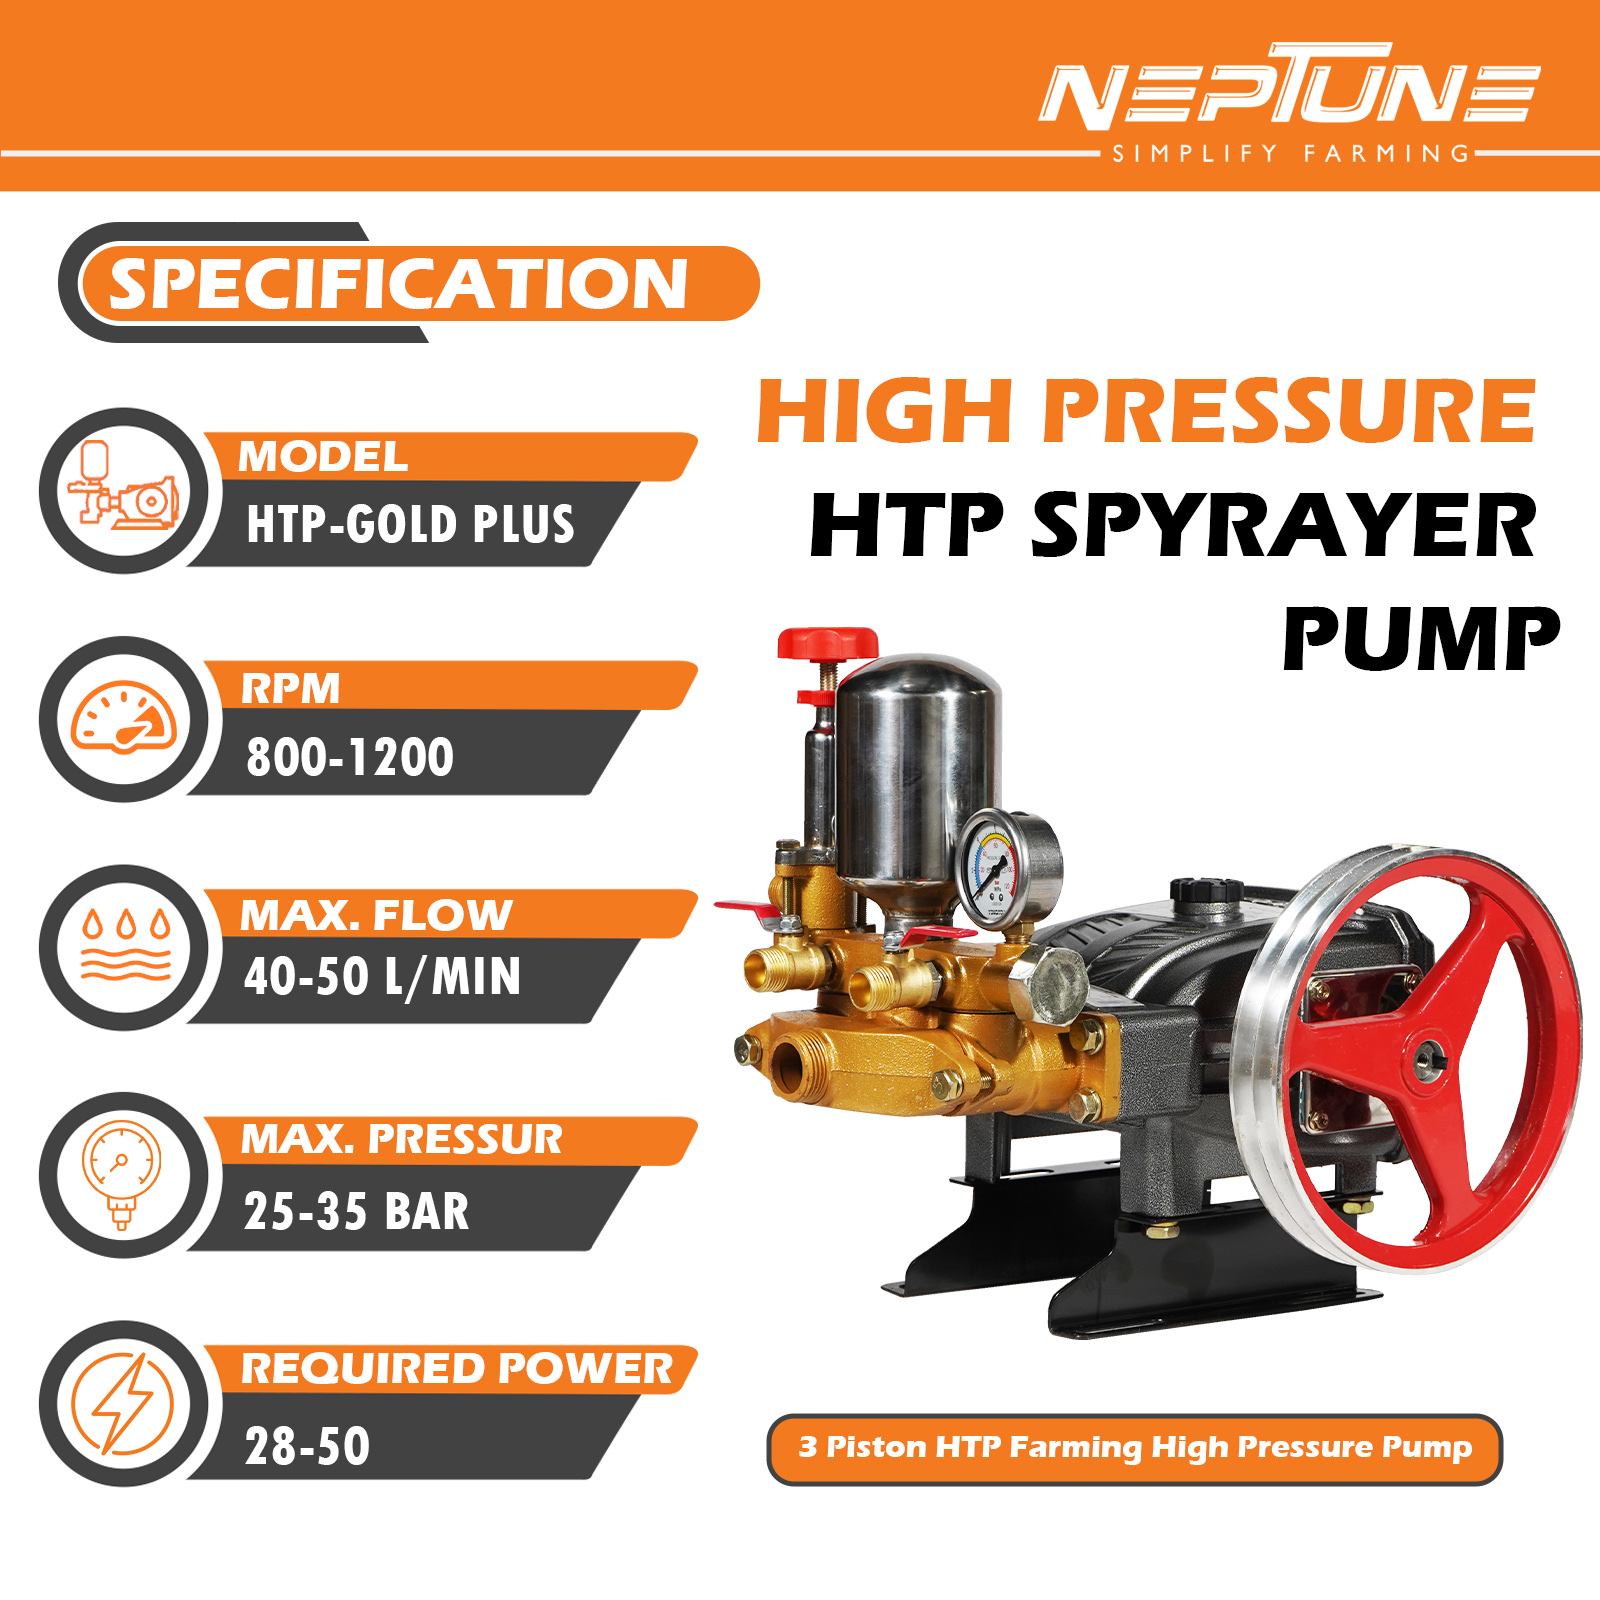 NEPTUNE
SIMPLIFY FARMING
SPECIFICATION
HIGH PRESSURE
HTP SPYRAYER
PUMP
MODEL
HTP-GOLD PLUS
RPM
800-1200
MAX. FLOW
40-50 L/MIN
MAX. PRESSUR
25-35 BAR
REQUIRED POWER
28-50
3 Piston HTP Farming High Pressure Pump